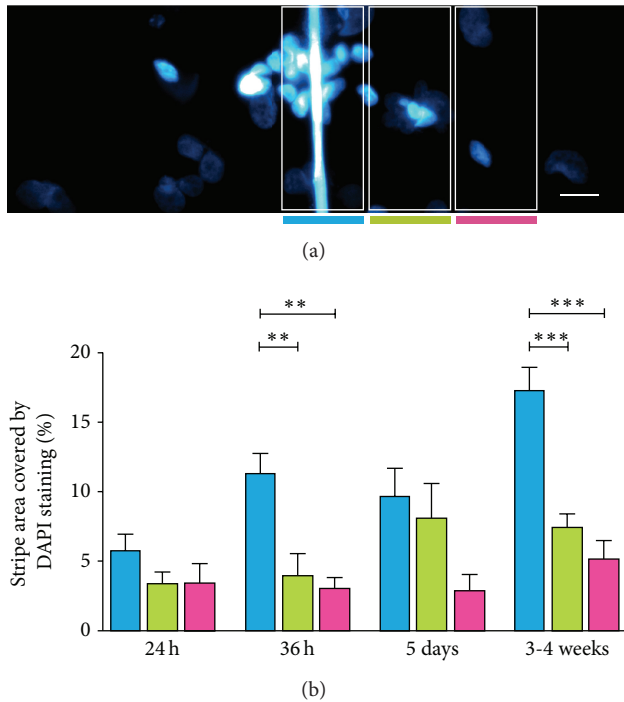 (a)
** ***
** ***
20
15
10
5
0
Stripe area covered by
DAPI staining (%)
24 h 36 h 5 days 3-4 weeks
(b)